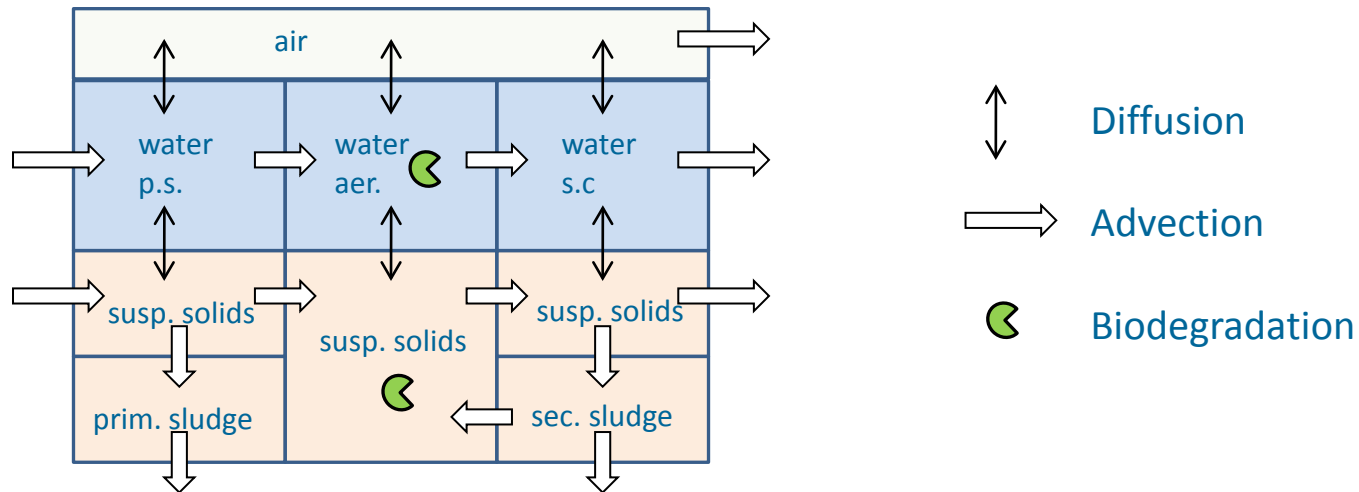 air
water
p.s.
water
aer.
water
s.c
susp. solids
susp. solids
susp. solids
prim. sludge
sec. sludge
Diffusion
Advection
Biodegradation